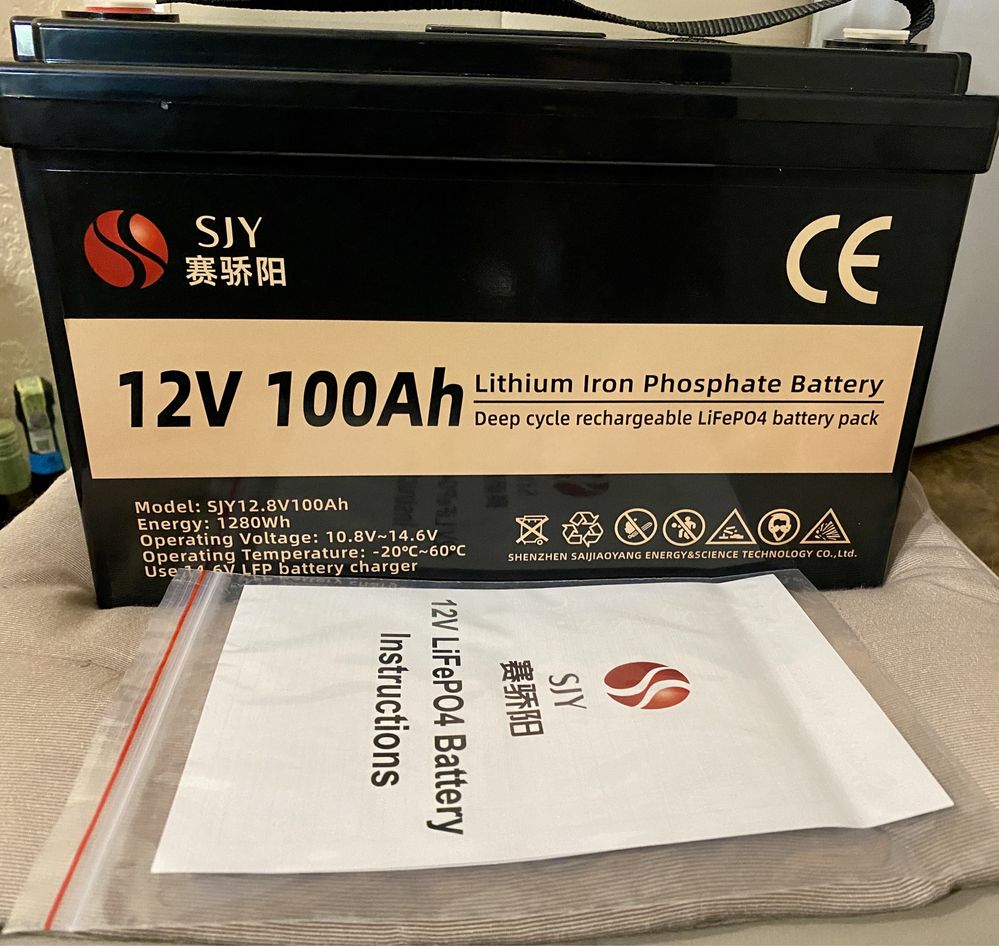 SJY
赛骄阳
CE
12V 100Ah
Lithium Iron Phosphate Battery
Deep cycle rechargeable LiFePO4 battery pack
Model: SJY12.8V100Ah
Energy: 1280Wh
Operating Voltage: 10.8V~14.6V
Operating Temperature: -20°C~60°C
Use 14.6V LFP battery charger
SHENZHEN SAIJIAOYANG ENERGY&SCIENCE TECHNOLOGY CO.,Ltd.
SJY
赛骄阳
12V LiFePO4 Battery
Instructions